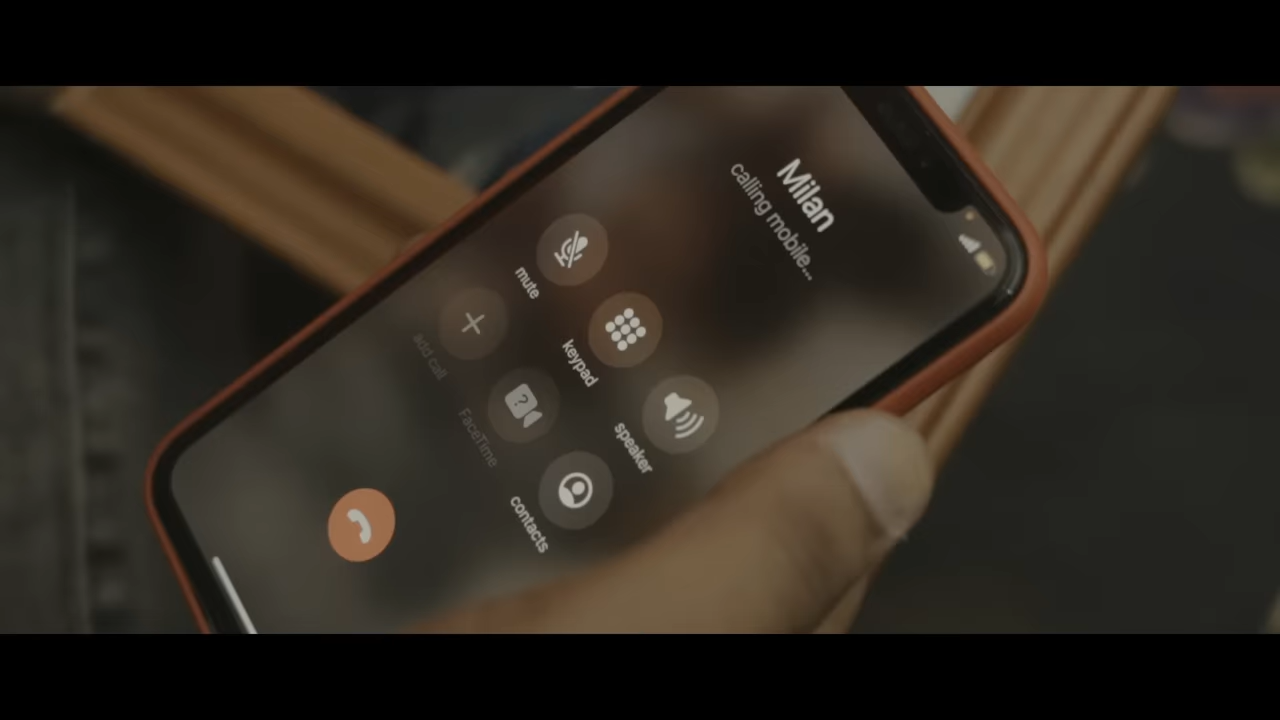 Milan
calling mobile...
mute
keypad
speaker
add call
FaceTime
contacts